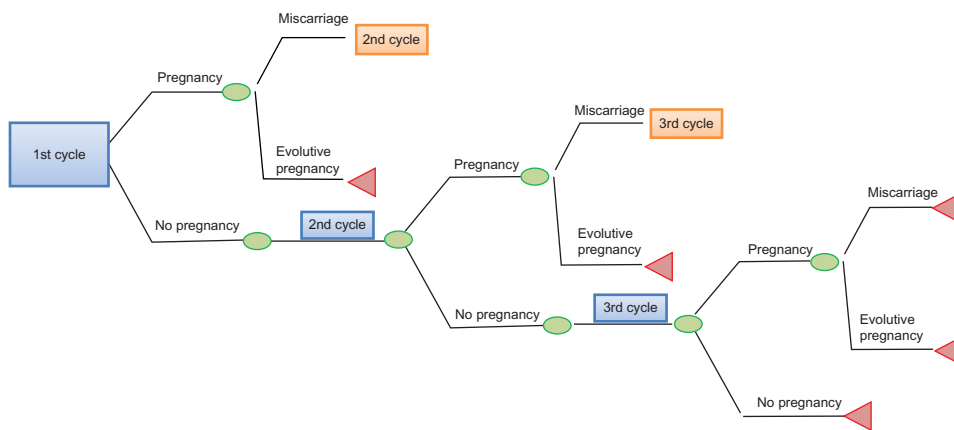 Miscarriage
2nd cycle
Pregnancy
1st cycle
Evolutive
pregnancy
No pregnancy
2nd cycle
Miscarriage
3rd cycle
Pregnancy
Evolutive
pregnancy
No pregnancy
3rd cycle
Miscarriage
Pregnancy
Evolutive
pregnancy
No pregnancy